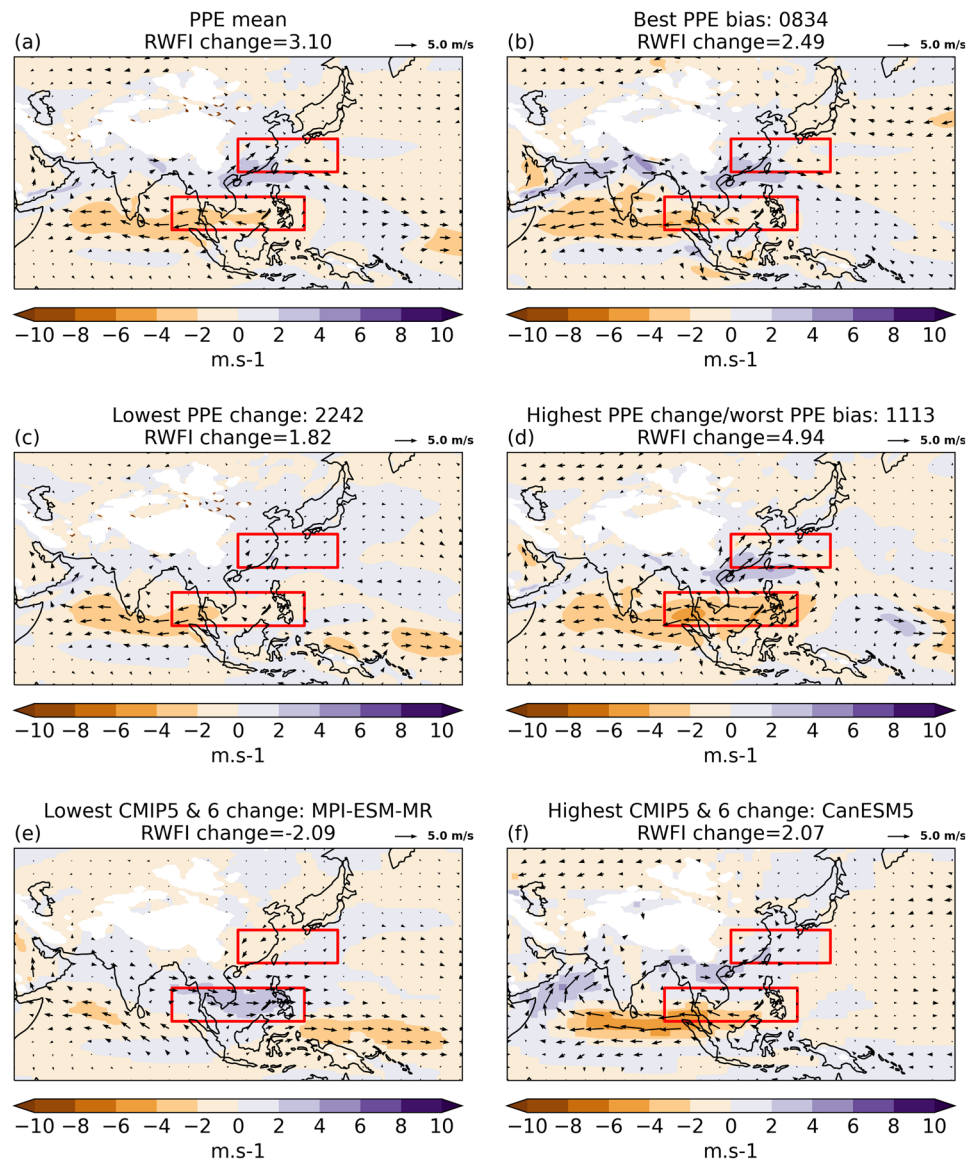 PPE mean
(a) RWFI change=3.10 5.0 m/s
−10 −8 −6 −4 −2 0 2 4 6 8 10
m.s-1
Best PPE bias: 0834
(b) RWFI change=2.49 5.0 m/s
−10 −8 −6 −4 −2 0 2 4 6 8 10
m.s-1
Lowest PPE change: 2242
(c) RWFI change=1.82 5.0 m/s
−10 −8 −6 −4 −2 0 2 4 6 8 10
m.s-1
Highest PPE change/worst PPE bias: 1113
(d) RWFI change=4.94 5.0 m/s
−10 −8 −6 −4 −2 0 2 4 6 8 10
m.s-1
Lowest CMIP5 & 6 change: MPI-ESM-MR
(e) RWFI change=-2.09 5.0 m/s
−10 −8 −6 −4 −2 0 2 4 6 8 10
m.s-1
Highest CMIP5 & 6 change: CanESM5
(f) RWFI change=2.07 5.0 m/s
−10 −8 −6 −4 −2 0 2 4 6 8 10
m.s-1